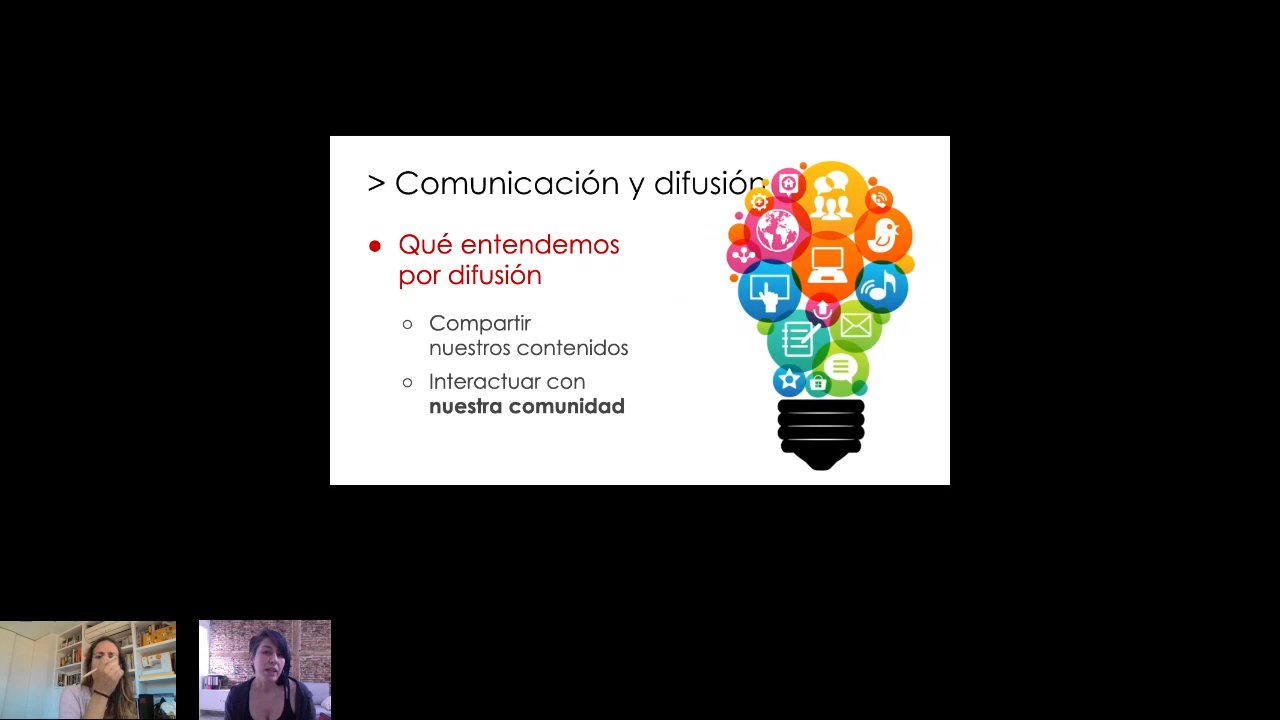 > Comunicación y difusión
● Qué entendemos
por difusión
○ Compartir
nuestros contenidos
○ Interactuar con
nuestra comunidad